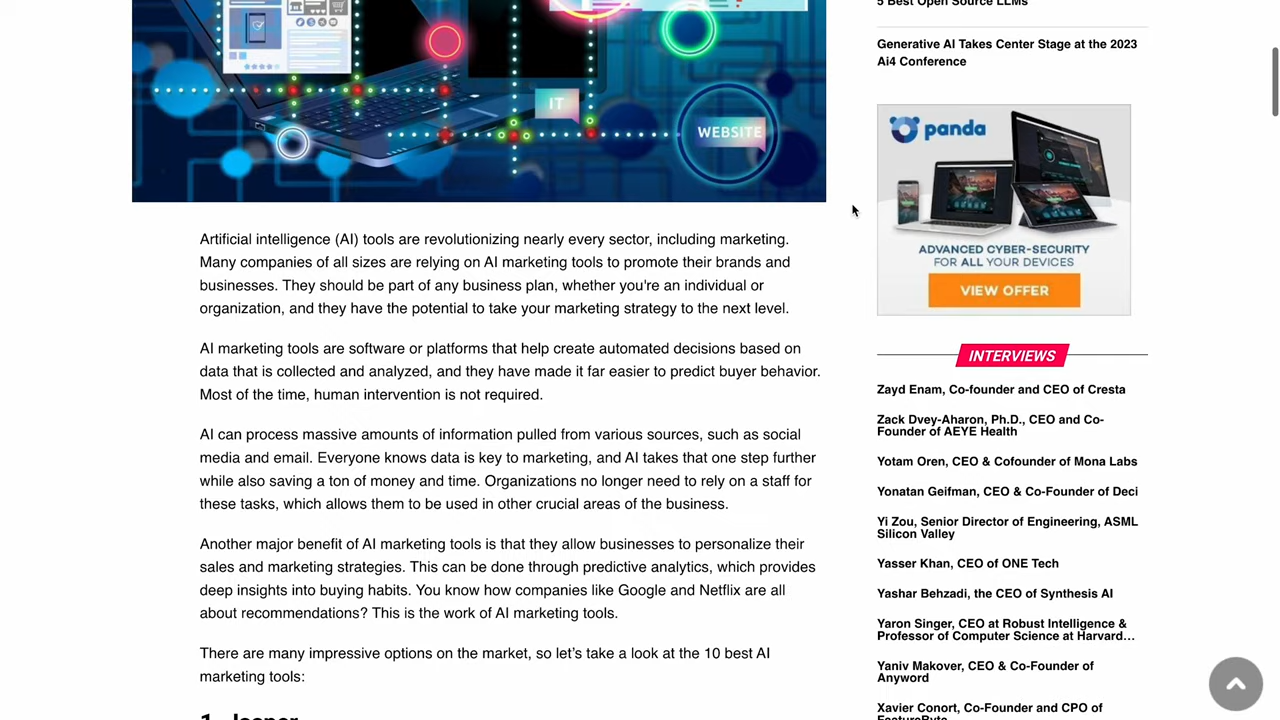 IT
WEBSITE
Artificial intelligence (AI) tools are revolutionizing nearly every sector, including marketing.
Many companies of all sizes are relying on AI marketing tools to promote their brands and
businesses. They should be part of any business plan, whether you're an individual or
organization, and they have the potential to take your marketing strategy to the next level.
AI marketing tools are software or platforms that help create automated decisions based on
data that is collected and analyzed, and they have made it far easier to predict buyer behavior.
Most of the time, human intervention is not required.
AI can process massive amounts of information pulled from various sources, such as social
media and email. Everyone knows data is key to marketing, and AI takes that one step further
while also saving a ton of money and time. Organizations no longer need to rely on a staff for
these tasks, which allows them to be used in other crucial areas of the business.
Another major benefit of AI marketing tools is that they allow businesses to personalize their
sales and marketing strategies. This can be done through predictive analytics, which provides
deep insights into buying habits. You know how companies like Google and Netflix are all
about recommendations? This is the work of AI marketing tools.
There are many impressive options on the market, so let’s take a look at the 10 best AI
marketing tools:
1. Jasper
5 Best Open Source LLMs
Generative AI Takes Center Stage at the 2023
Ai4 Conference
panda
ADVANCED CYBER-SECURITY
FOR ALL YOUR DEVICES
VIEW OFFER
INTERVIEWS
Zayd Enam, Co-founder and CEO of Cresta
Zack Dvey-Aharon, Ph.D., CEO and Co-
Founder of AEYE Health
Yotam Oren, CEO & Cofounder of Mona Labs
Yonatan Geifman, CEO & Co-Founder of Deci
Yi Zou, Senior Director of Engineering, ASML
Silicon Valley
Yasser Khan, CEO of ONE Tech
Yashar Behzadi, the CEO of Synthesis AI
Yaron Singer, CEO at Robust Intelligence &
Professor of Computer Science at Harvard...
Yaniv Makover, CEO & Co-Founder of
Anyword
Xavier Conort, Co-Founder and CPO of
FeatureByte